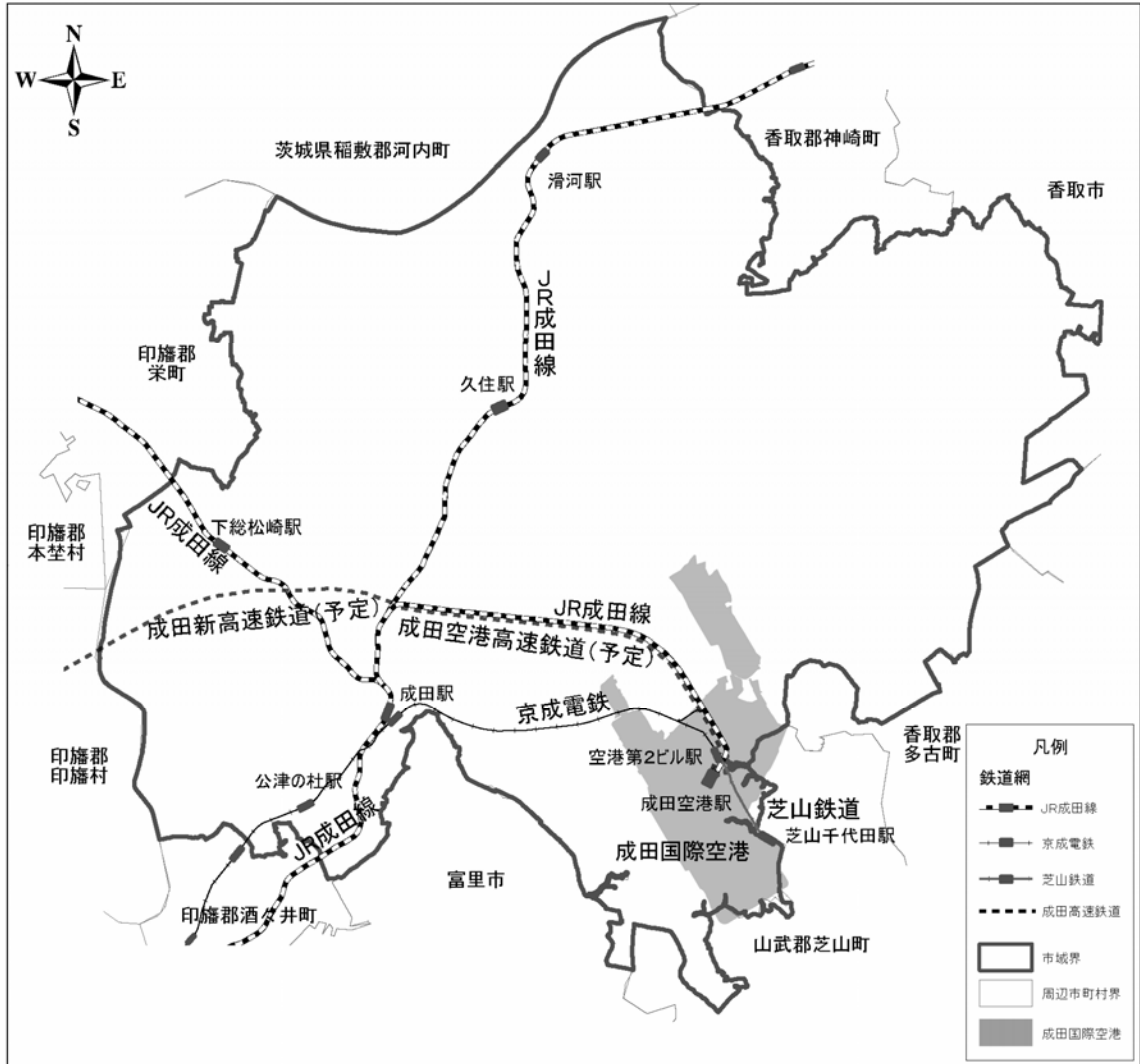 N
W E
S
茨城県稲敷郡河内町
香取郡神崎町
滑河駅
香取市
JR成田線
印旛郡
栄町
久住駅
印旛郡
本埜村
下総松崎駅
JR成田線
JR成田線
成田新高速鉄道(予定)
成田空港高速鉄道(予定)
成田駅
京成電鉄
印旛郡
印旛村
香取郡
多古町
空港第2ビル駅
公津の杜駅
成田空港駅
芝山鉄道
芝山千代田駅
JR成田線
成田国際空港
富里市
印旛郡酒々井町
山武郡芝山町
凡例
鉄道網
JR成田線
京成電鉄
芝山鉄道
成田高速鉄道
市域界
周辺市町村界
成田国際空港